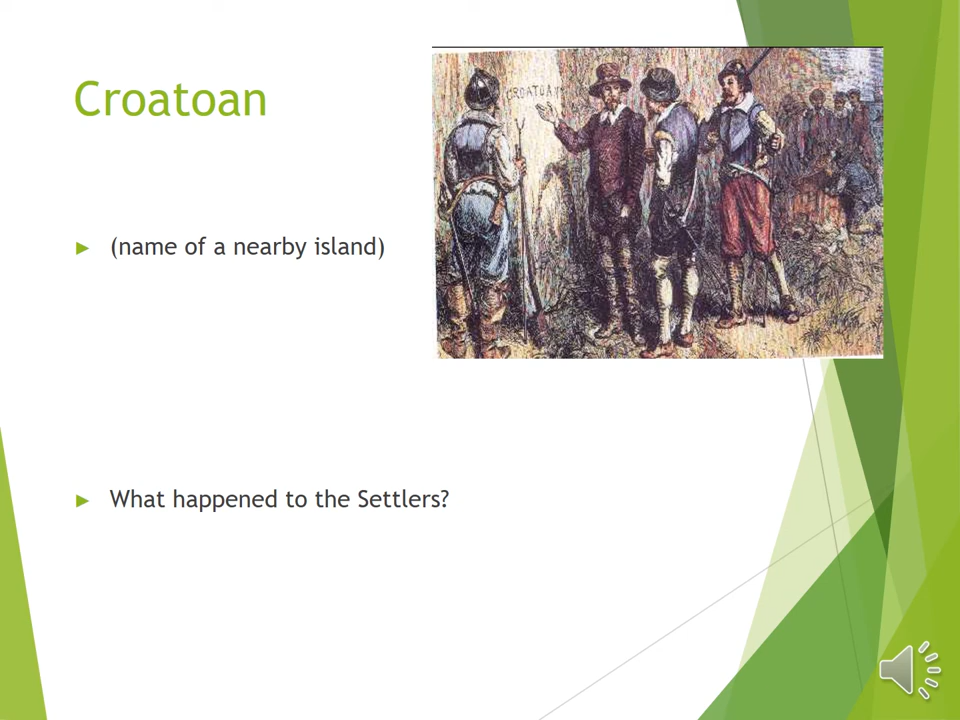 Croatoan
CROATOAN
(name of a nearby island)
What happened to the Settlers?